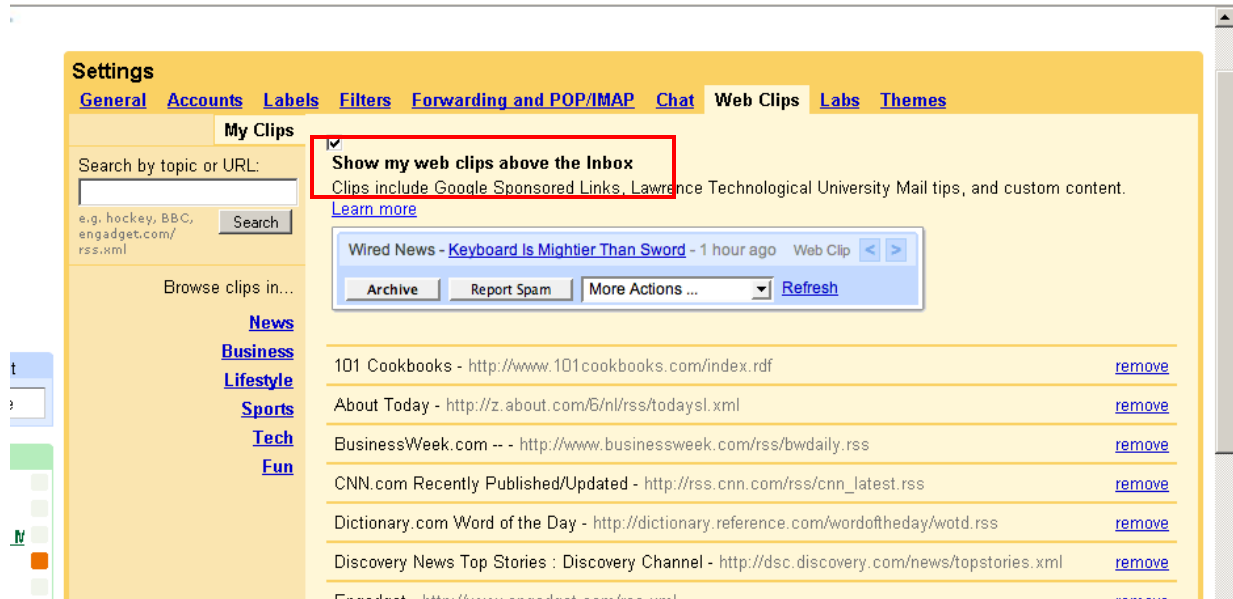 Settings
General Accounts Labels Filters Forwarding and POP/IMAP Chat Web Clips Labs Themes
My Clips
Search by topic or URL:
e.g. hockey, BBC,
engadget.com/
rss.xml
Search
Browse clips in...
News
Business
Lifestyle
Sports
Tech
Fun
Show my web clips above the Inbox
Clips include Google Sponsored Links, Lawrence Technological University Mail tips, and custom content.
Learn more
Wired News - Keyboard Is Mightier Than Sword - 1 hour ago Web Clip < >
Archive Report Spam More Actions ... Refresh
101 Cookbooks - http://www.101cookbooks.com/index.rdf remove
About Today - http://z.about.com/6/nl/rss/todaysl.xml remove
BusinessWeek.com -- - http://www.businessweek.com/rss/bwdaily.rss remove
CNN.com Recently Published/Updated - http://rss.cnn.com/rss/cnn_latest.rss remove
Dictionary.com Word of the Day - http://dictionary.reference.com/wordoftheday/wotd.rss remove
Discovery News Top Stories : Discovery Channel - http://dsc.discovery.com/news/topstories.xml remove